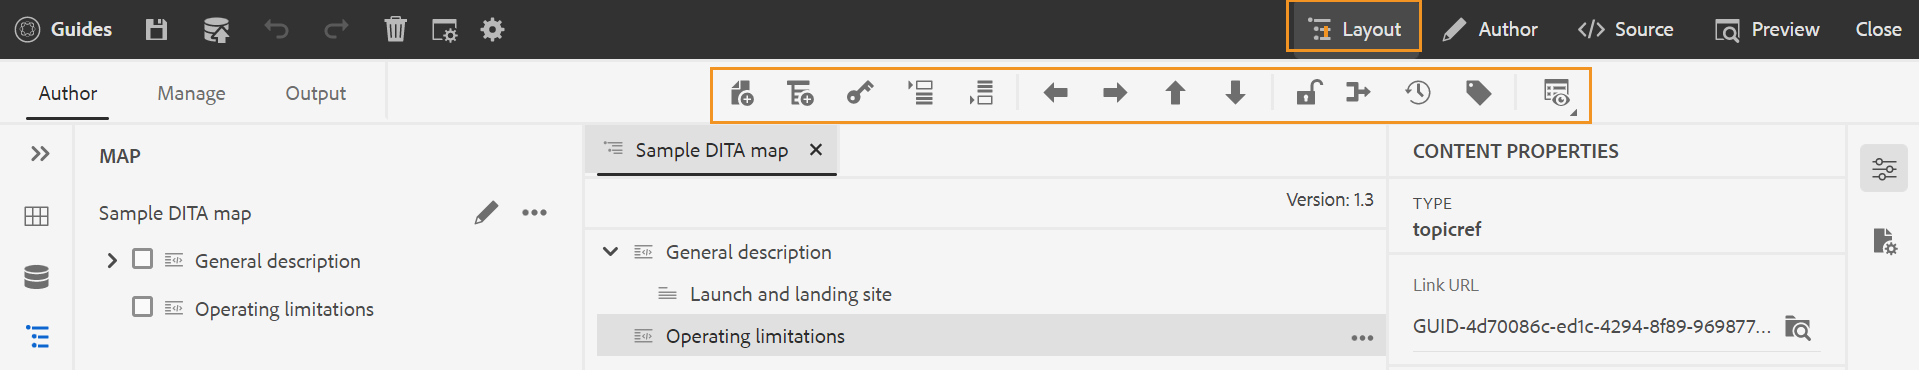 Guides
Layout
Author
Source
Preview
Close
Author
Manage
Output
MAP
Sample DITA map
General description
Operating limitations
Sample DITA map
Version: 1.3
General description
Launch and landing site
Operating limitations
CONTENT PROPERTIES
TYPE
topicref
Link URL
GUID-4d70086c-ed1c-4294-8f89-969877...